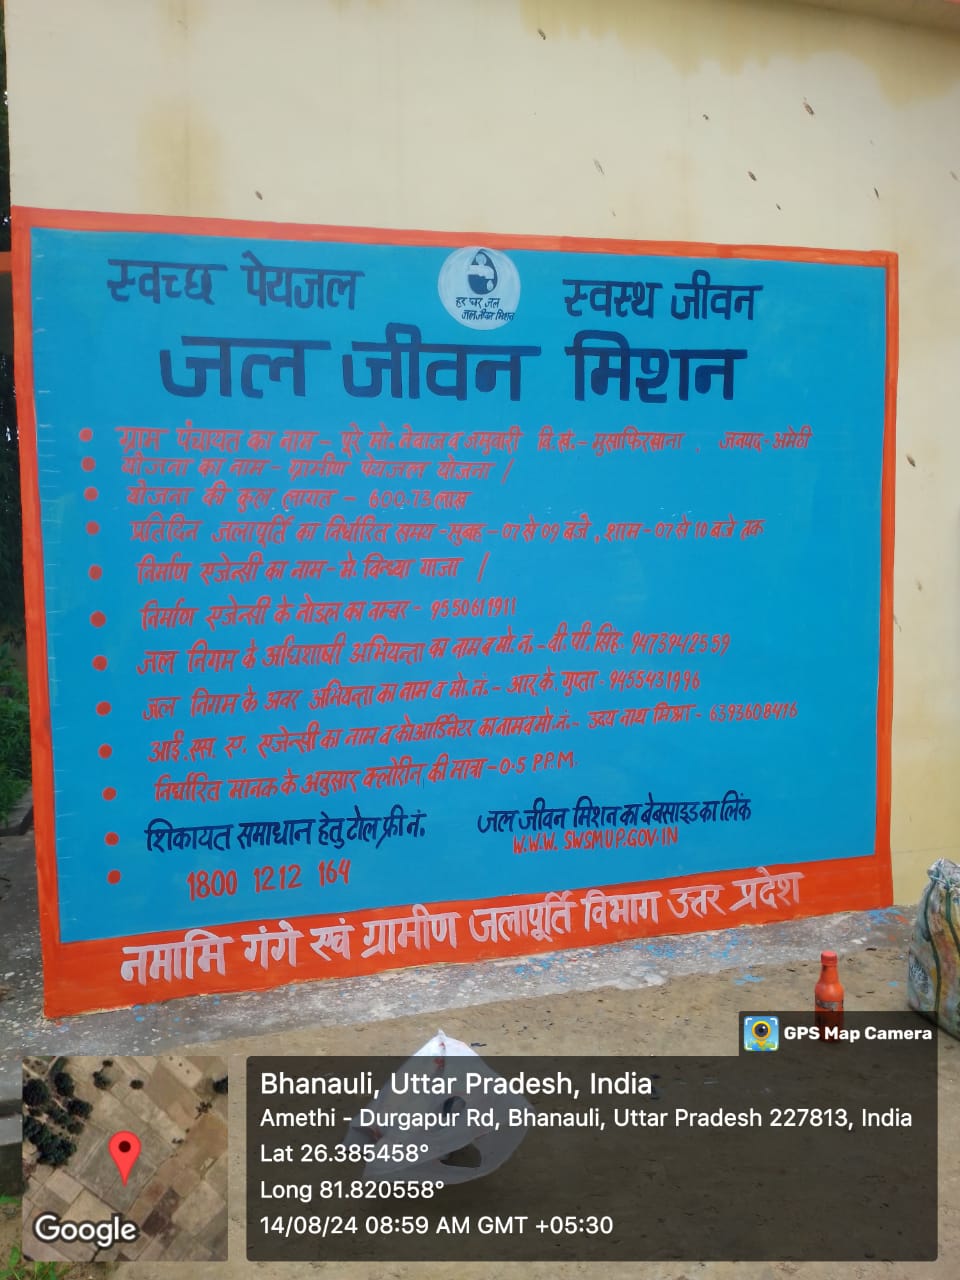 स्वच्छ पेयजल
हर घर जल
जल जीवन मिशन
स्वस्थ जीवन
जल जीवन मिशन
ग्राम पंचायत का नाम - पूरे मो. नेवाज व जमुवारी वि.खं.- मुसाफिरखाना , जनपद-अमेठी
योजना का नाम - ग्रामीण पेयजल योजना /
योजना की कुल लागत - 600.73 लाख
प्रतिदिन जलापूर्ति का निर्धारित समय - सुबह - 07 से 09 बजे , शाम - 07 से 10 बजे तक
निर्माण एजेन्सी का नाम - मे. विन्ध्या गाजा /
निर्माण एजेन्सी के नोडल का नम्बर - 9550611911
जल निगम के अधिशाषी अभियन्ता का नाम व मो. नं.- वी. पी. सिंह- 9473942559
जल निगम के अवर अभियन्ता का नाम व मो. नं.- आर. के. गुप्ता - 9455431996
आई. एस. ए. एजेन्सी का नाम व कोआर्डिनेटर का नाम व मो. नं.- उदय नाथ मिश्रा - 6393608416
निर्धारित मानक के अनुसार क्लोरिन की मात्रा - 0.5 P.P.M.
शिकायत समाधान हेतु टोल फ्री नं.
1800 1212 164
जल जीवन मिशन का बेबसाइड का लिंक
W.W.W. SWSMUP.GOV.IN
नमामि गंगे एवं ग्रामीण जलापूर्ति विभाग उत्तर प्रदेश
GPS Map Camera
Google
Bhanauli, Uttar Pradesh, India
Amethi - Durgapur Rd, Bhanauli, Uttar Pradesh 227813, India
Lat 26.385458°
Long 81.820558°
14/08/24 08:59 AM GMT +05:30